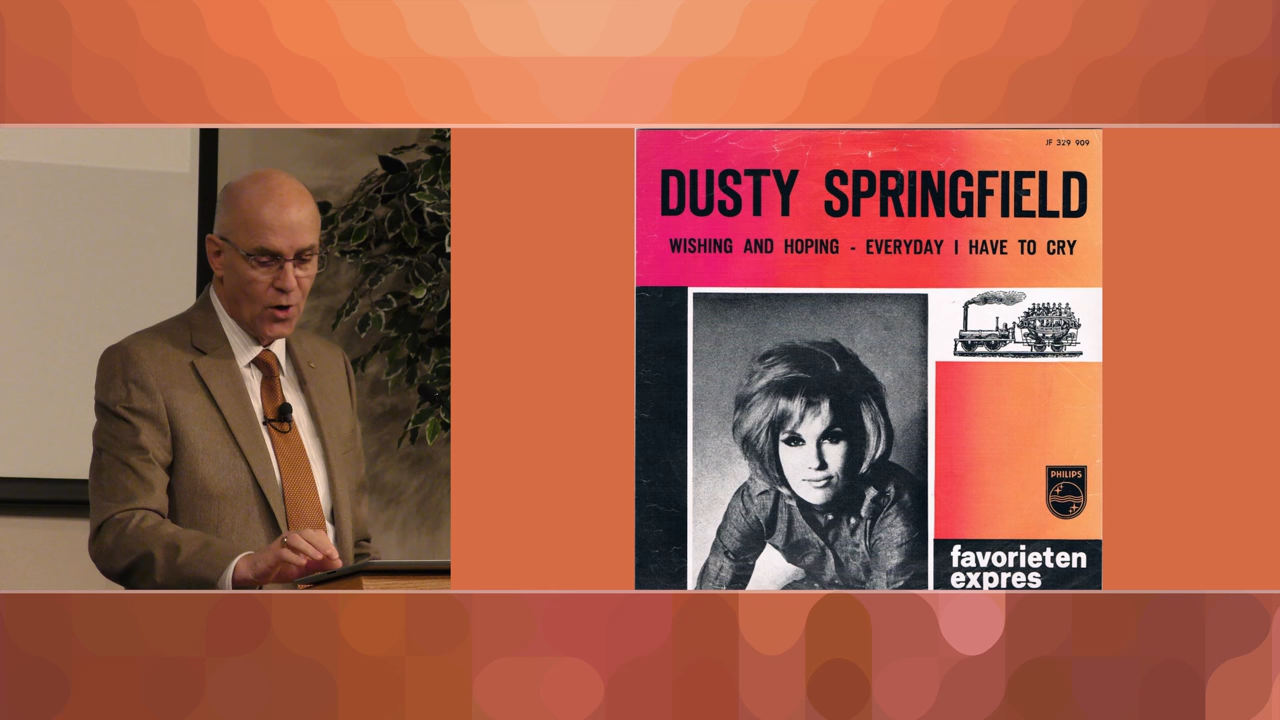 JF 329 909
DUSTY SPRINGFIELD
WISHING AND HOPING - EVERYDAY I HAVE TO CRY
PHILIPS
favorieten
expres